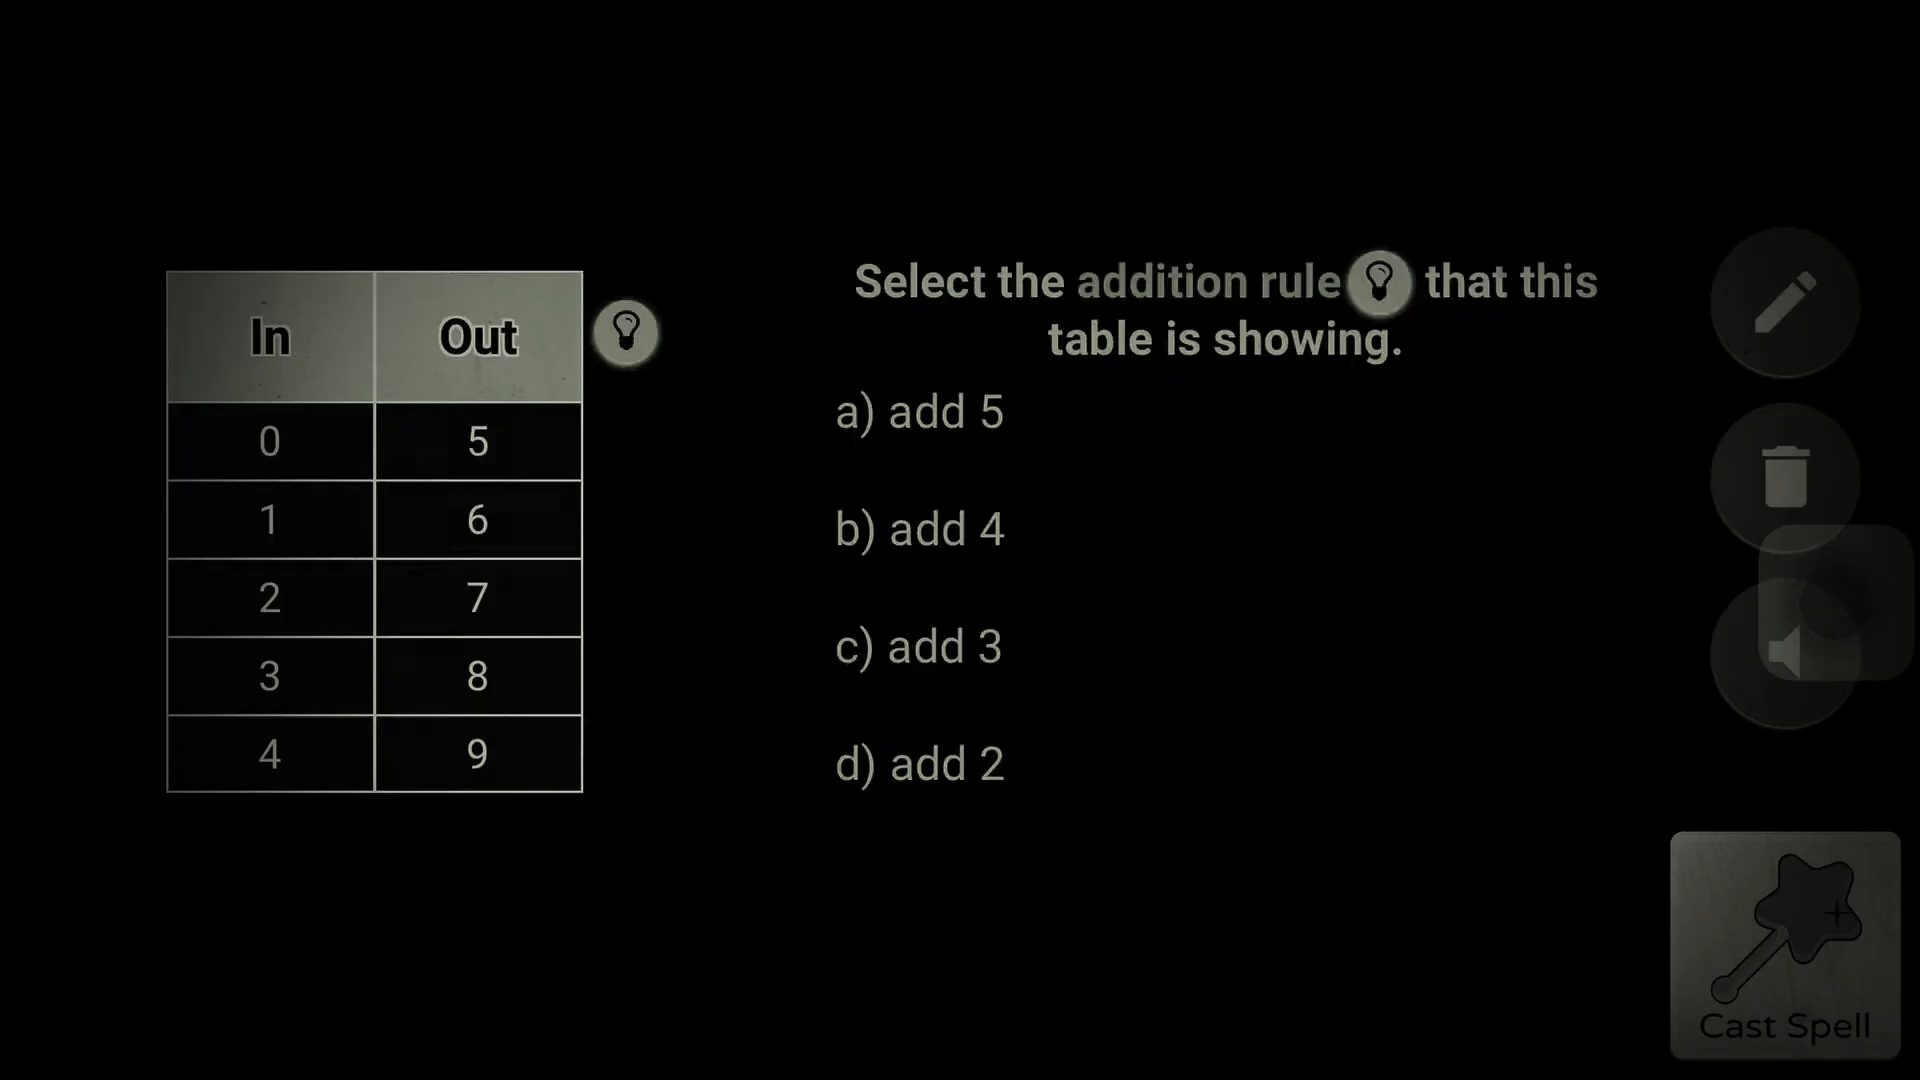 In Out
0 5
1 6
2 7
3 8
4 9
Select the addition rule that this
table is showing.
a) add 5
b) add 4
c) add 3
d) add 2
Cast Spell